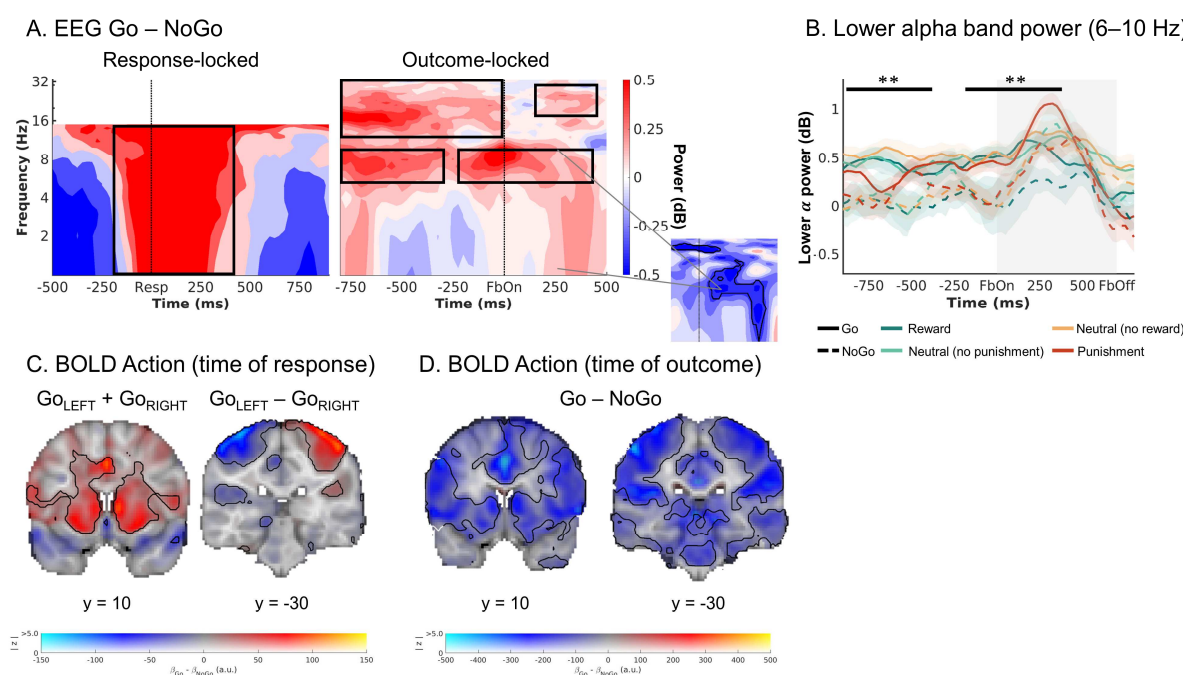 A. EEG Go – NoGo
Response-locked
Outcome-locked
Frequency (Hz)
32
16
8
4
2
-500 -250 Resp 250 500
Time (ms)
-750 -500 -250 FbOn 250 500
Time (ms)
0.5
0.25
0
-0.25
-0.5
Power (dB)
B. Lower alpha band power (6–10 Hz)
** **
Lower α power (dB)
1
0.5
0
-0.5
-750 -500 -250 FbOn 250 500 FbOff
Time (ms)
Go Reward Neutral (no reward)
NoGo Neutral (no punishment) Punishment
C. BOLD Action (time of response)
GoLEFT + GoRIGHT GoLEFT – GoRIGHT
y = 10 y = -30
| z |
>5.0
0
-150 -100 -50 0 50 100 150
βGo - βNoGo (a.u.)
D. BOLD Action (time of outcome)
Go – NoGo
y = 10 y = -30
| z |
>5.0
0
-500 -400 -300 -200 -100 0 100 200 300 400 500
βGo - βNoGo (a.u.)